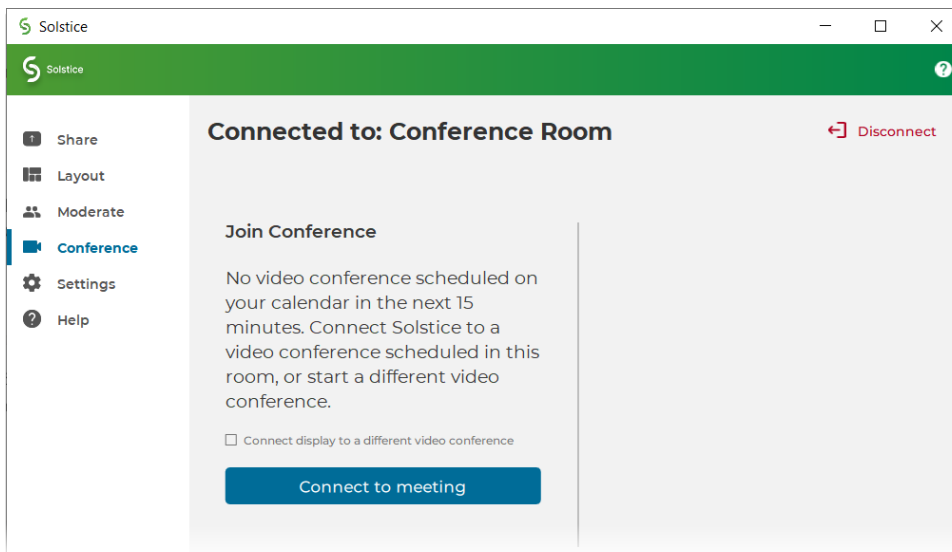 Solstice
Solstice
?
Share
Layout
Moderate
Conference
Settings
? Help
Connected to: Conference Room
Disconnect
Join Conference
No video conference scheduled on
your calendar in the next 15
minutes. Connect Solstice to a
video conference scheduled in this
room, or start a different video
conference.
Connect display to a different video conference
Connect to meeting